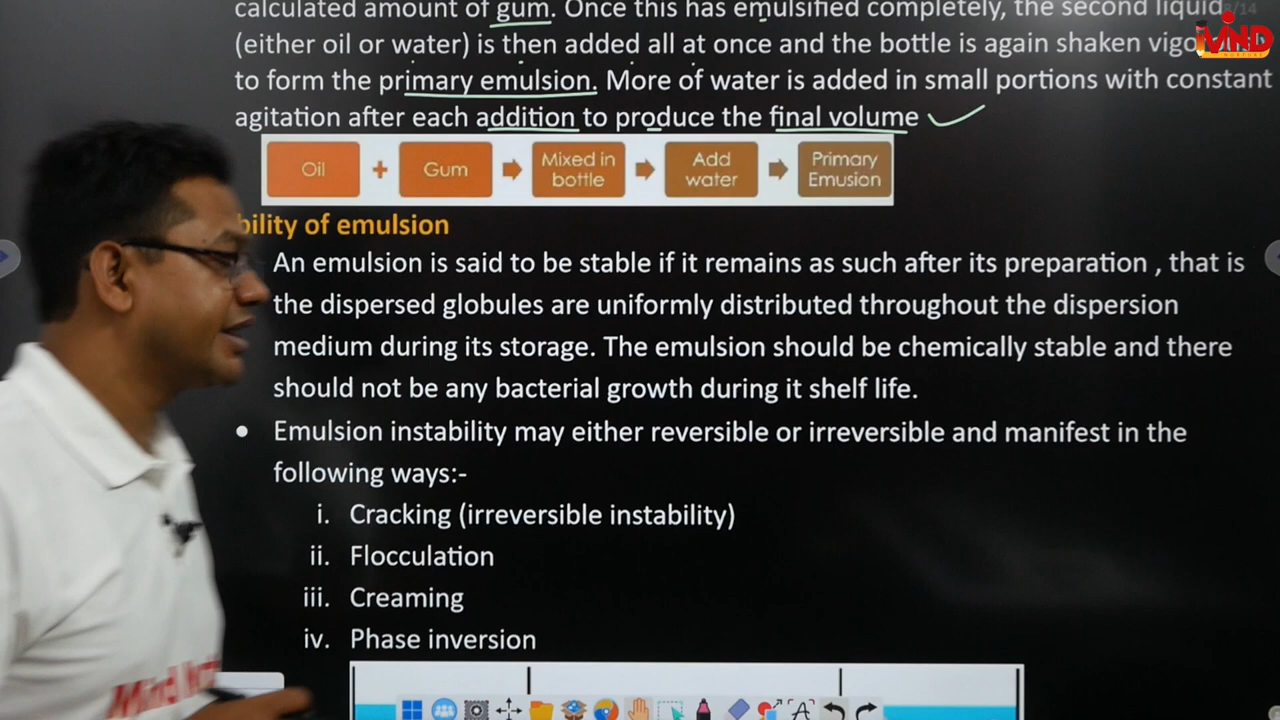 calculated amount of gum. Once this has emulsified completely, the second liquid
(either oil or water) is then added all at once and the bottle is again shaken
to form the primary emulsion. More of water is added in small portions with constant
agitation after each addition to produce the final volume
Oil + Gum Mixed in bottle Add water Primary Emusion
bility of emulsion
An emulsion is said to be stable if it remains as such after its preparation , that is
the dispersed globules are uniformly distributed throughout the dispersion
medium during its storage. The emulsion should be chemically stable and there
should not be any bacterial growth during it shelf life.
• Emulsion instability may either reversible or irreversible and manifest in the
following ways:-
i. Cracking (irreversible instability)
ii. Flocculation
iii. Creaming
iv. Phase inversion